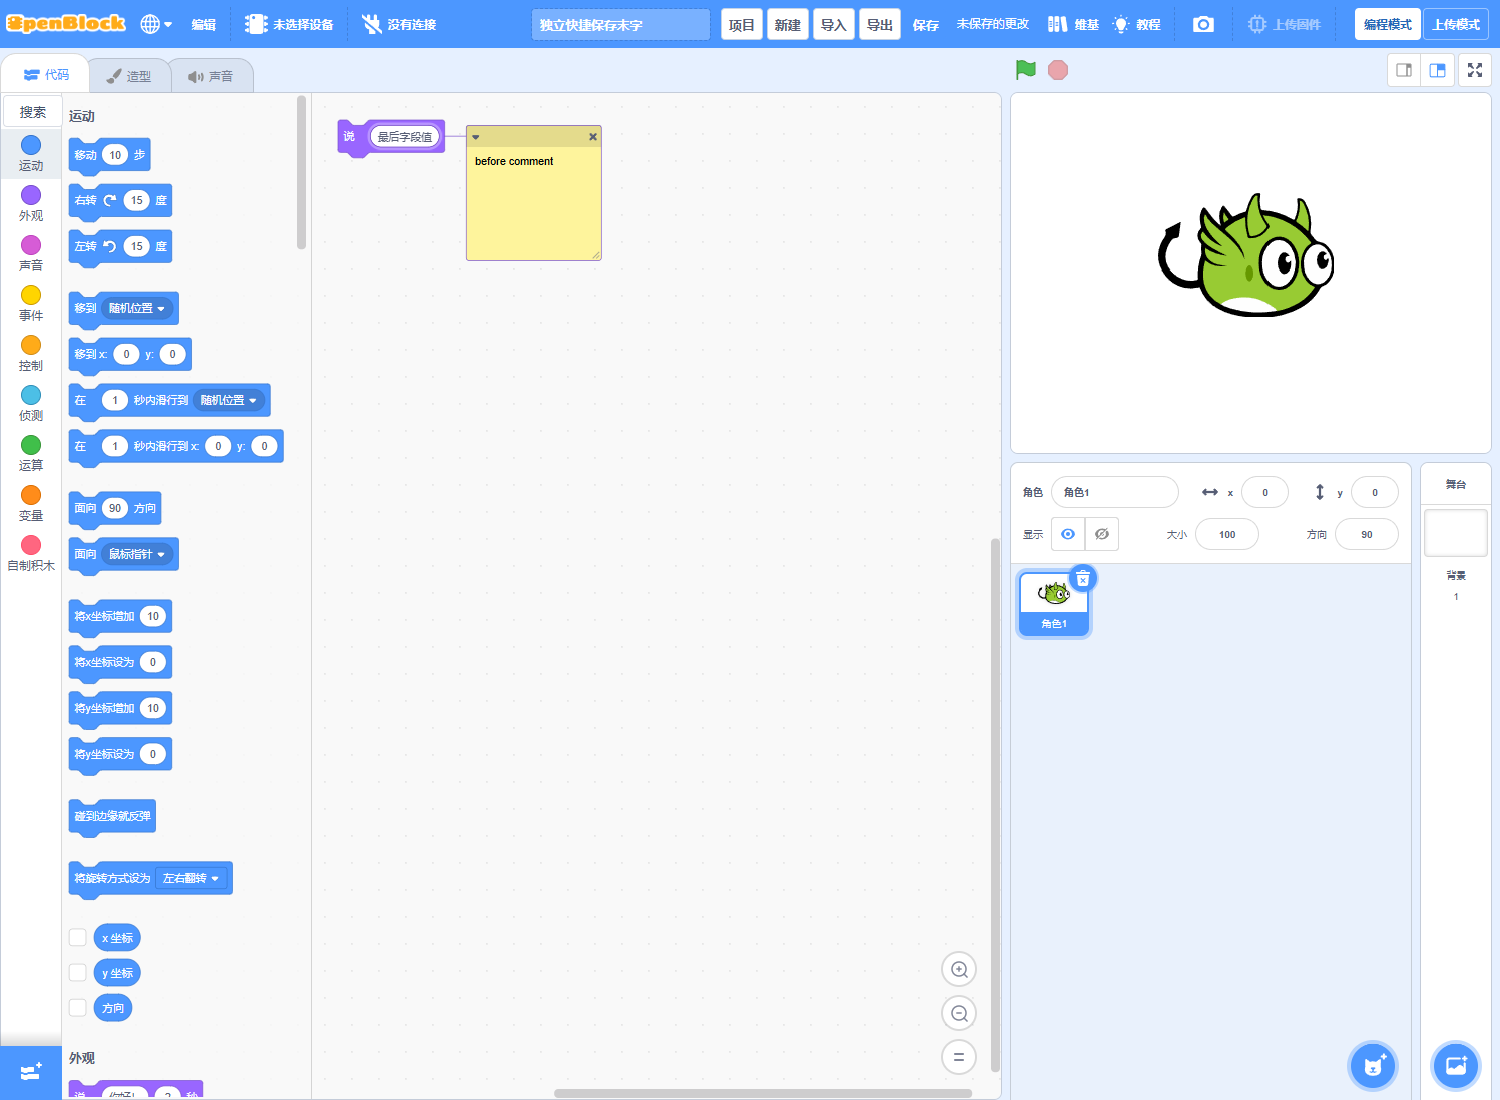 OpenBlock
编辑
未选择设备
没有连接
独立快捷保存末字
项目
新建
导入
导出
保存
未保存的更改
维基
教程
上传固件
编程模式
上传模式
代码
造型
声音
搜索
运动
外观
声音
事件
控制
侦测
运算
变量
自制积木
运动
移动 10 步
右转 15 度
左转 15 度
移到 随机位置
移到 x: 0 y: 0
在 1 秒内滑行到 随机位置
在 1 秒内滑行到 x: 0 y: 0
面向 90 方向
面向 鼠标指针
将x坐标增加 10
将x坐标设为 0
将y坐标增加 10
将y坐标设为 0
碰到边缘就反弹
将旋转方式设为 左右翻转
x 坐标
y 坐标
方向
外观
说 你好! 2 秒
说 最后字段值
before comment
角色 角色1
x 0
y 0
显示
大小 100
方向 90
角色1
舞台
背景
1